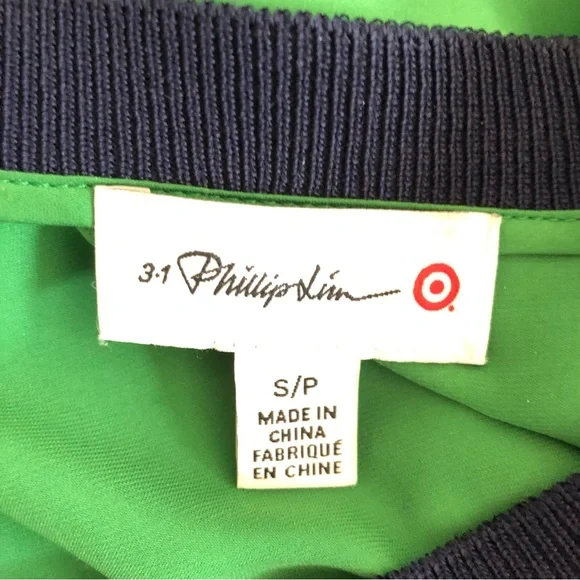 3.1 Phillip Lim
S/P
MADE IN
CHINA
FABRIQUÉ
EN CHINE